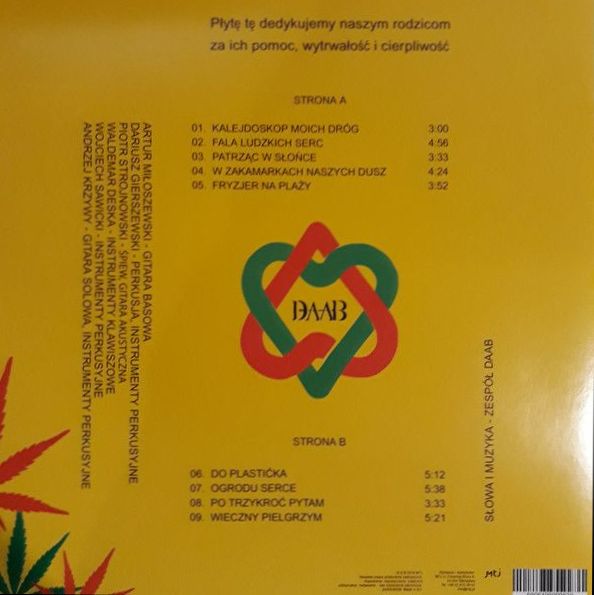 Płytę tę dedykujemy naszym rodzicom
za ich pomoc, wytrwałość i cierpliwość
STRONA A
01. KALEJDOSKOP MOICH DRÓG 3:00
02. FALA LUDZKICH SERC 4:56
03. PATRZĄC W SŁOŃCE 3:33
04. W ZAKAMARKACH NASZYCH DUSZ 4:24
05. FRYZJER NA PLAŻY 3:52
ARTUR MIŁOSZEWSKI - GITARA BASOWA
DARIUSZ GIERSZEWSKI - PERKUSJA, INSTRUMENTY PERKUSYJNE
PIOTR STROJNOWSKI - ŚPIEW, GITARA AKUSTYCZNA
WALDEMAR DESKA - INSTRUMENTY KLAWISZOWE
WOJCIECH SAWICKI - INSTRUMENTY PERKUSYJNE
ANDRZEJ KRZYWY - GITARA SOLOWA, INSTRUMENTY PERKUSYJNE
DAAB
SŁOWA I MUZYKA - ZESPÓŁ DAAB
STRONA B
06. DO PLASTIĆKA 5:12
07. OGRODU SERCE 5:38
08. PO TRZYKROĆ PYTAM 3:33
09. WIECZNY PIELGRZYM 5:21
mtj